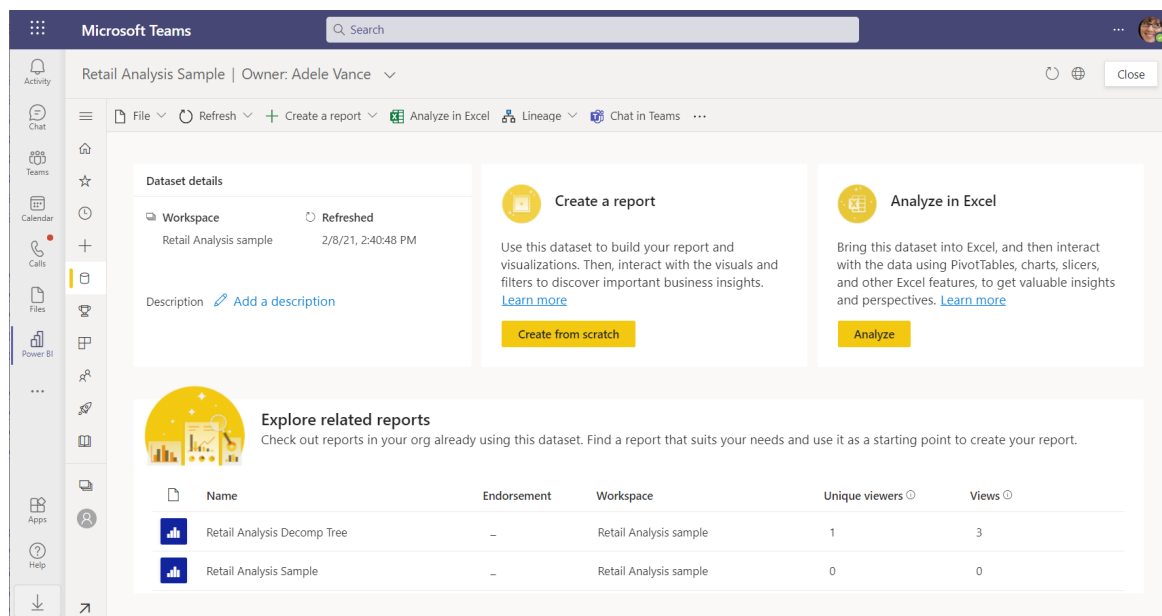 Microsoft Teams
Search
Activity
Chat
Teams
Calendar
Calls
Files
Power BI
Apps
Help
Retail Analysis Sample | Owner: Adele Vance
Close
File
Refresh
Create a report
Analyze in Excel
Lineage
Chat in Teams
Dataset details
Workspace
Refreshed
Retail Analysis sample
2/8/21, 2:40:48 PM
Description
Add a description
Create a report
Use this dataset to build your report and
visualizations. Then, interact with the visuals and
filters to discover important business insights.
Learn more
Create from scratch
Analyze in Excel
Bring this dataset into Excel, and then interact
with the data using PivotTables, charts, slicers,
and other Excel features, to get valuable insights
and perspectives. Learn more
Analyze
Explore related reports
Check out reports in your org already using this dataset. Find a report that suits your needs and use it as a starting point to create your report.
Name Endorsement Workspace Unique viewers Views
Retail Analysis Decomp Tree – Retail Analysis sample 1 3
Retail Analysis Sample – Retail Analysis sample 0 0